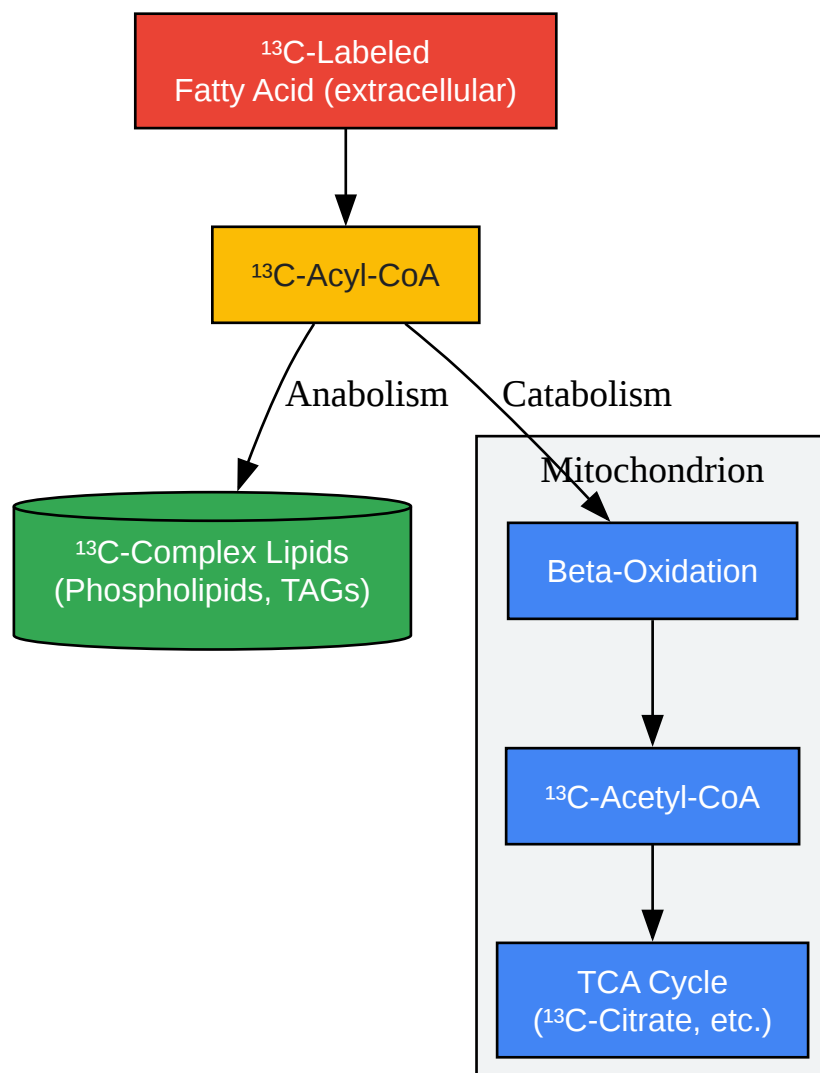 ¹³C-Labeled
Fatty Acid (extracellular)
¹³C-Acyl-CoA
Anabolism
Catabolism
Mitochondrion
¹³C-Complex Lipids
(Phospholipids, TAGs)
Beta-Oxidation
¹³C-Acetyl-CoA
TCA Cycle
(¹³C-Citrate, etc.)